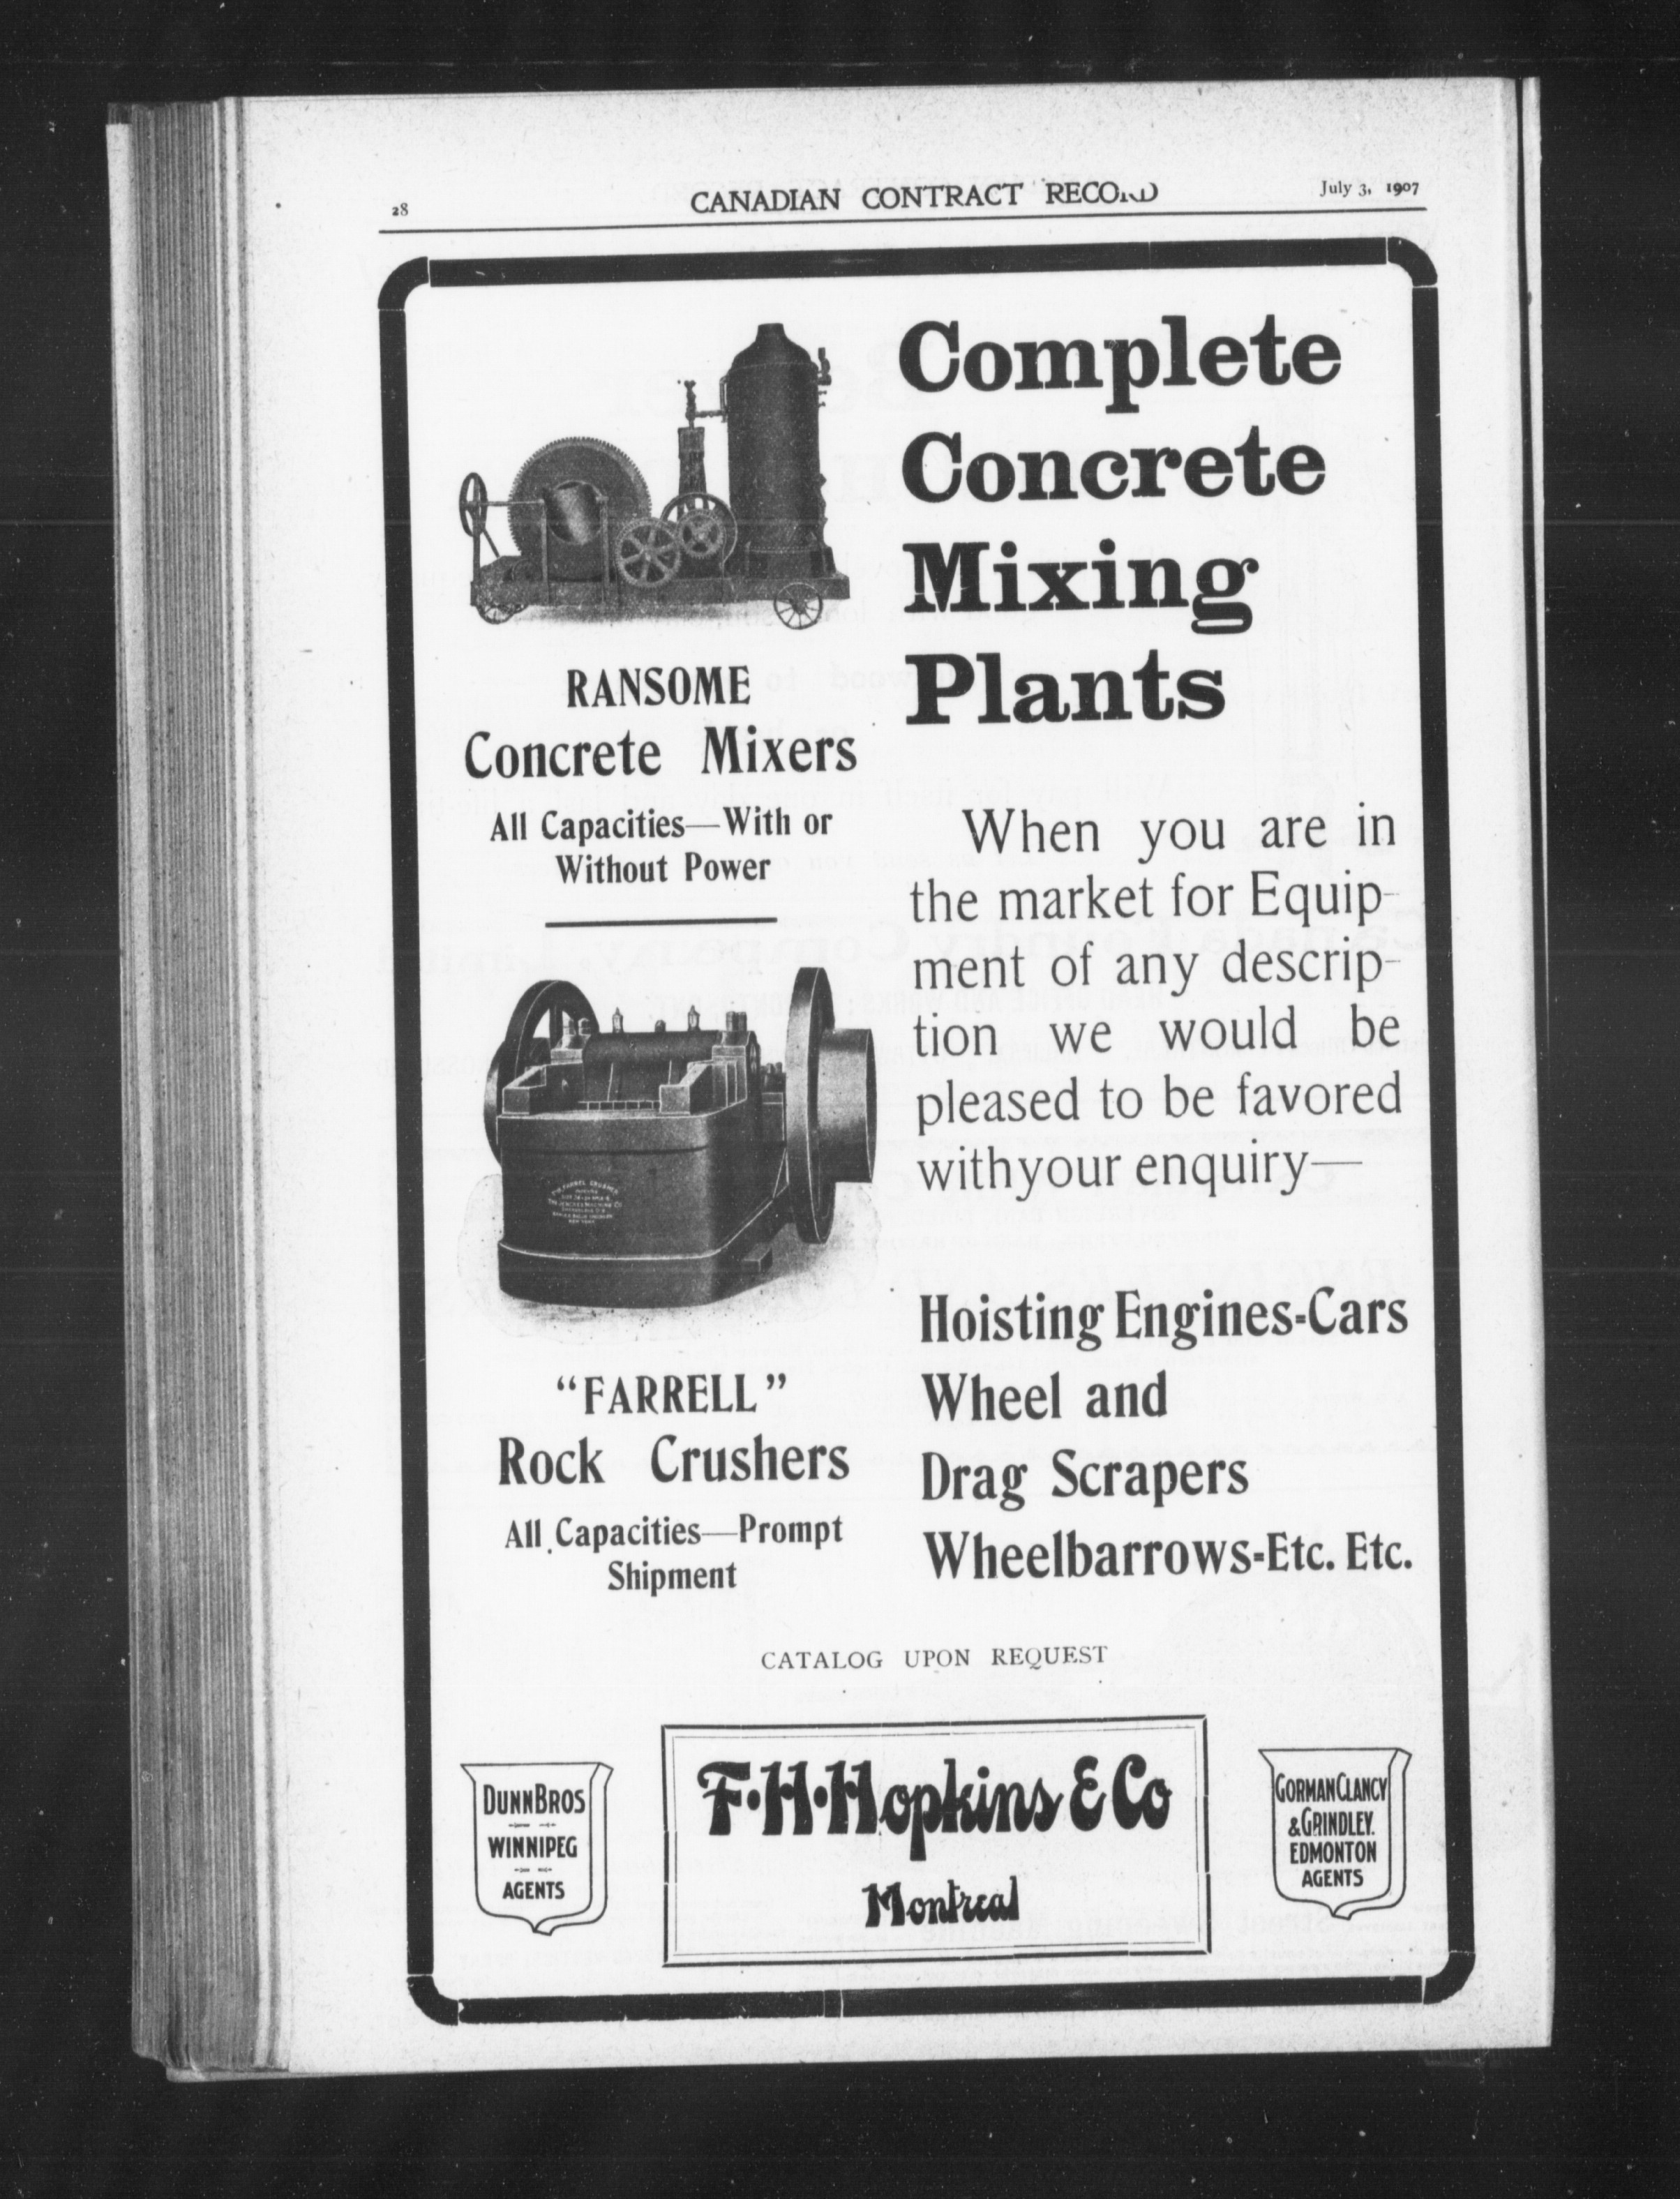 28
CANADIAN CONTRACT RECORD
July 3, 1907
Complete
Concrete
Mixing
Plants
RANSOME
Concrete Mixers
All Capacities—With or
Without Power
When you are in
the market for Equip-
ment of any descrip-
tion we would be
pleased to be favored
withyour enquiry—
"FARRELL"
Rock Crushers
All Capacities—Prompt
Shipment
Hoisting Engines-Cars
Wheel and
Drag Scrapers
Wheelbarrows-Etc. Etc.
CATALOG UPON REQUEST
DUNN BROS
WINNIPEG
AGENTS
F.H.Hopkins & Co
Montreal
GORMAN CLANCY
& GRINDLEY.
EDMONTON
AGENTS